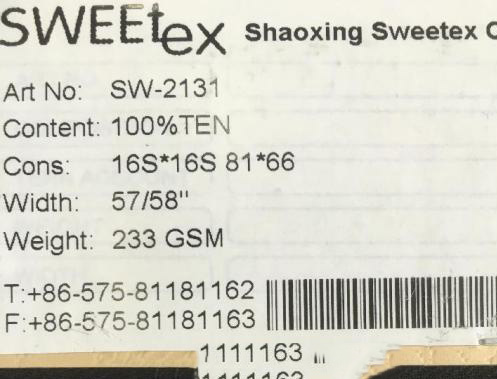 SWEEtex Shaoxing Sweetex
Art No: SW-2131
Content: 100%TEN
Cons: 16S*16S 81*66
Width: 57/58"
Weight: 233 GSM
T:+86-575-81181162
F:+86-575-81181163
1111163